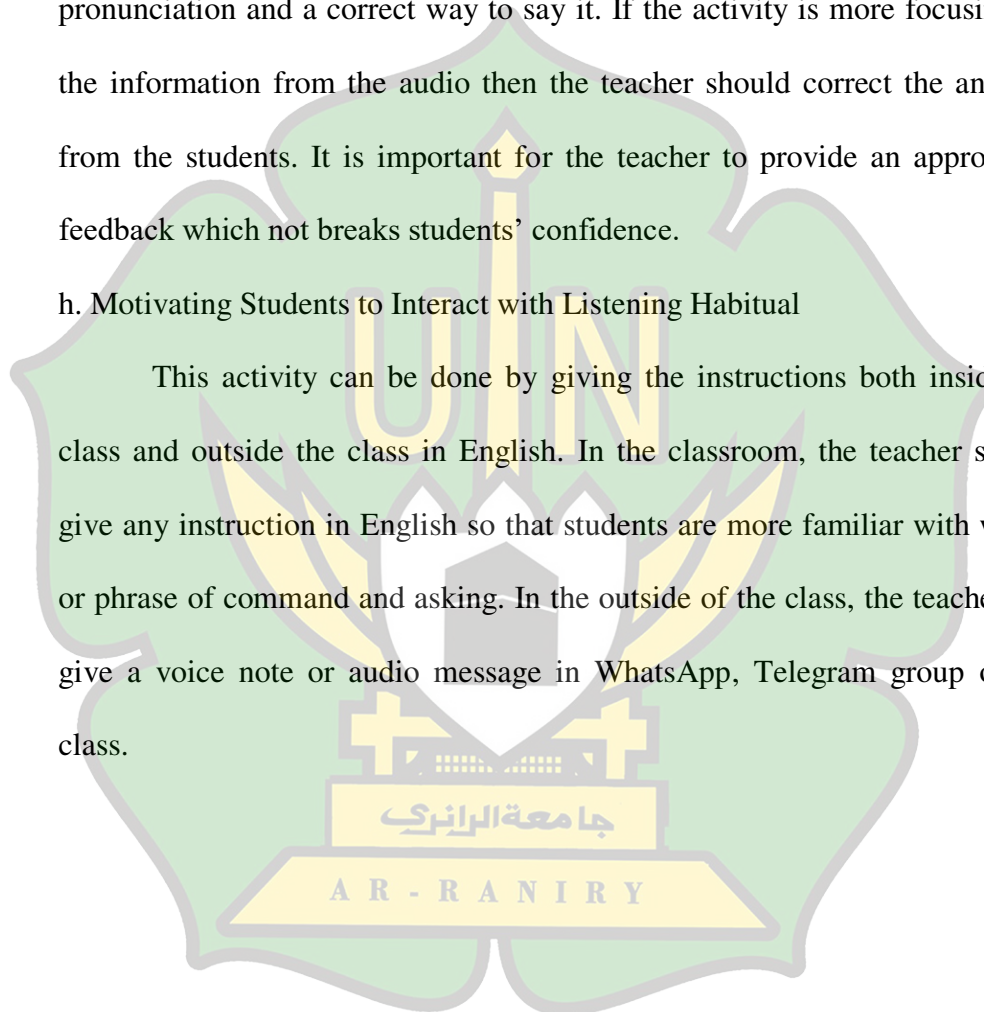 pronunciation and a correct way to say it. If the activity is more focusi
the information from the audio then the teacher should correct the an
from the students. It is important for the teacher to provide an appro
feedback which not breaks students’ confidence.
h. Motivating Students to Interact with Listening Habitual
This activity can be done by giving the instructions both insid
class and outside the class in English. In the classroom, the teacher s
give any instruction in English so that students are more familiar with
or phrase of command and asking. In the outside of the class, the teache
give a voice note or audio message in WhatsApp, Telegram group
class.
UIN
جامعة الرانري
AR-RANIRY